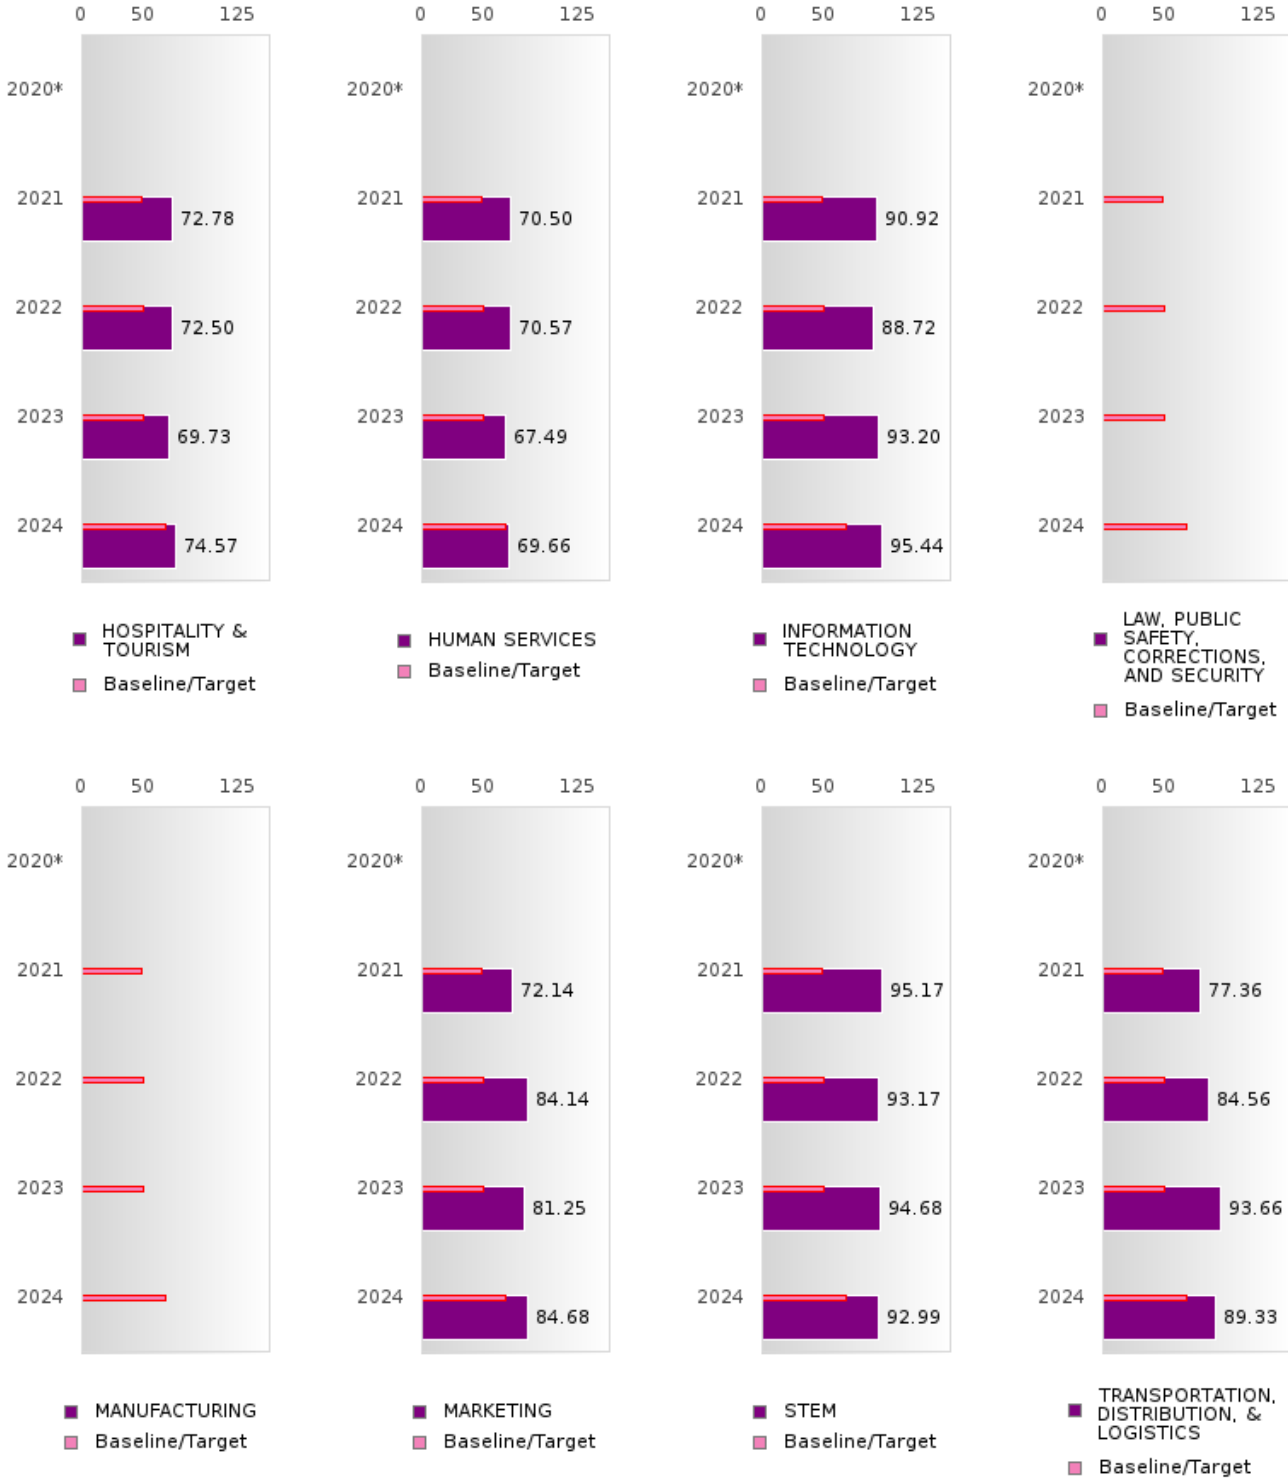 0 50 125
2020*
2021 72.78
2022 72.50
2023 69.73
2024 74.57
HOSPITALITY &
TOURISM
Baseline/Target
0 50 125
2020*
2021 70.50
2022 70.57
2023 67.49
2024 69.66
HUMAN SERVICES
Baseline/Target
0 50 125
2020*
2021 90.92
2022 88.72
2023 93.20
2024 95.44
INFORMATION
TECHNOLOGY
Baseline/Target
0 50 125
2020*
2021
2022
2023
2024
LAW, PUBLIC
SAFETY,
CORRECTIONS,
AND SECURITY
Baseline/Target
0 50 125
2020*
2021
2022
2023
2024
MANUFACTURING
Baseline/Target
0 50 125
2020*
2021 72.14
2022 84.14
2023 81.25
2024 84.68
MARKETING
Baseline/Target
0 50 125
2020*
2021 95.17
2022 93.17
2023 94.68
2024 92.99
STEM
Baseline/Target
0 50 125
2020*
2021 77.36
2022 84.56
2023 93.66
2024 89.33
TRANSPORTATION,
DISTRIBUTION, &
LOGISTICS
Baseline/Target